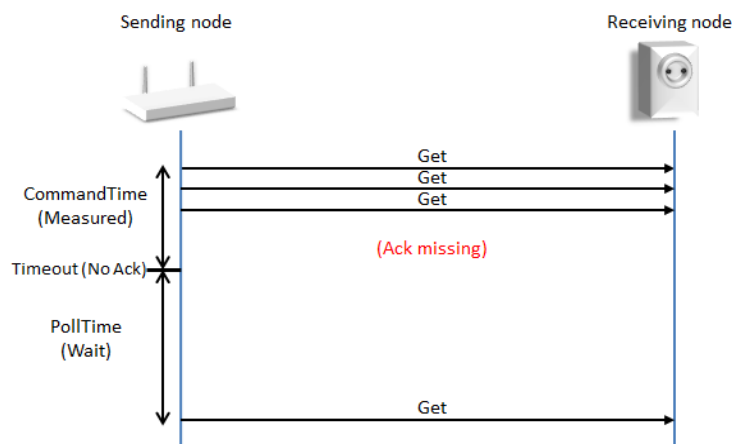 Sending node
Receiving node
Get
Get
CommandTime
(Measured)
Get
(Ack missing)
Timeout (No Ack)
PollTime
(Wait)
Get